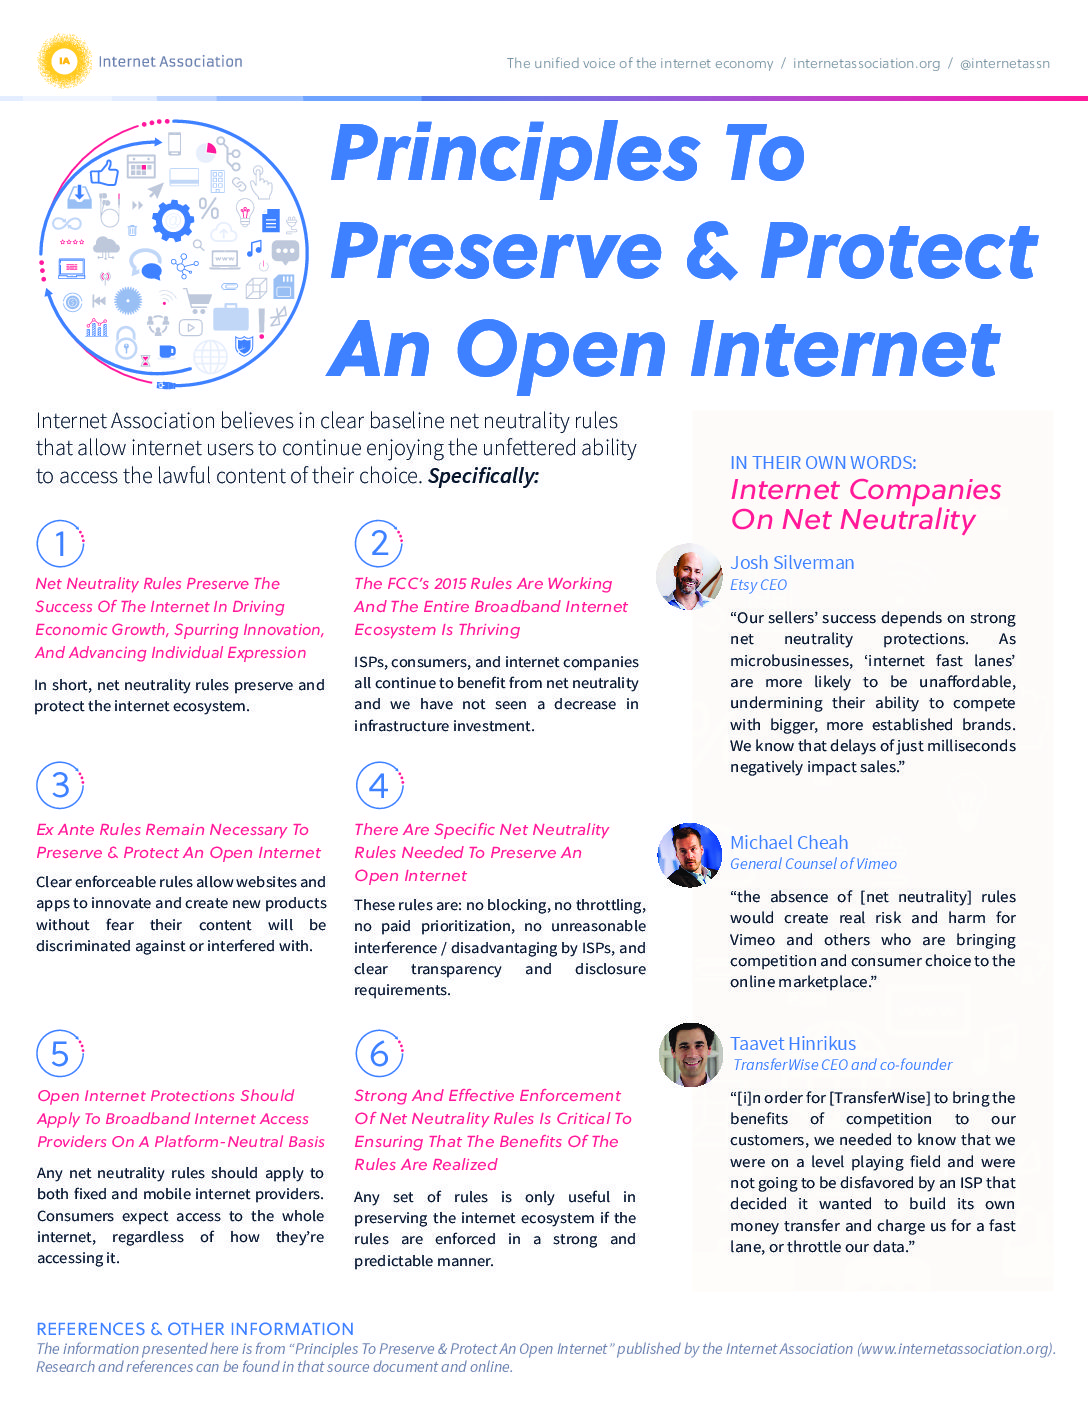 IA Internet Association
The unified voice of the internet economy / internetassociation.org / @internetassn
Principles To
Preserve & Protect
An Open Internet
Internet Association believes in clear baseline net neutrality rules
that allow internet users to continue enjoying the unfettered ability
to access the lawful content of their choice. Specifically:
1
Net Neutrality Rules Preserve The
Success Of The Internet In Driving
Economic Growth, Spurring Innovation,
And Advancing Individual Expression
In short, net neutrality rules preserve and
protect the internet ecosystem.
2
The FCC's 2015 Rules Are Working
And The Entire Broadband Internet
Ecosystem Is Thriving
ISPs, consumers, and internet companies
all continue to benefit from net neutrality
and we have not seen a decrease in
infrastructure investment.
3
Ex Ante Rules Remain Necessary To
Preserve & Protect An Open Internet
Clear enforceable rules allow websites and
apps to innovate and create new products
without fear their content will be
discriminated against or interfered with.
4
There Are Specific Net Neutrality
Rules Needed To Preserve An
Open Internet
These rules are: no blocking, no throttling,
no paid prioritization, no unreasonable
interference / disadvantaging by ISPs, and
clear transparency and disclosure
requirements.
5
Open Internet Protections Should
Apply To Broadband Internet Access
Providers On A Platform-Neutral Basis
Any net neutrality rules should apply to
both fixed and mobile internet providers.
Consumers expect access to the whole
internet, regardless of how they're
accessing it.
6
Strong And Effective Enforcement
Of Net Neutrality Rules Is Critical To
Ensuring That The Benefits Of The
Rules Are Realized
Any set of rules is only useful in
preserving the internet ecosystem if the
rules are enforced in a strong and
predictable manner.
IN THEIR OWN WORDS:
Internet Companies
On Net Neutrality
Josh Silverman
Etsy CEO
“Our sellers’ success depends on strong
net neutrality protections. As
microbusinesses, ‘internet fast lanes’
are more likely to be unaffordable,
undermining their ability to compete
with bigger, more established brands.
We know that delays of just milliseconds
negatively impact sales.”
Michael Cheah
General Counsel of Vimeo
“the absence of [net neutrality] rules
would create real risk and harm for
Vimeo and others who are bringing
competition and consumer choice to the
online marketplace.”
Taavet Hinrikus
TransferWise CEO and co-founder
“[i]n order for [TransferWise] to bring the
benefits of competition to our
customers, we needed to know that we
were on a level playing field and were
not going to be disfavored by an ISP that
decided it wanted to build its own
money transfer and charge us for a fast
lane, or throttle our data.”
REFERENCES & OTHER INFORMATION
The information presented here is from “Principles To Preserve & Protect An Open Internet” published by the Internet Association (www.internetassociation.org).
Research and references can be found in that source document and online.